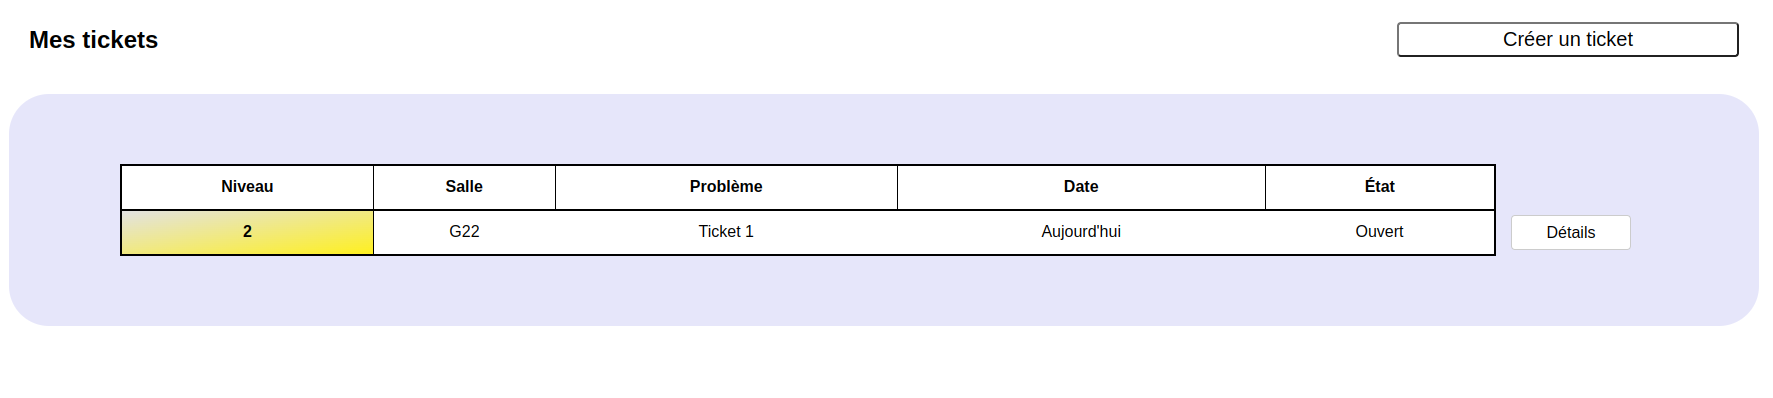 Mes tickets
Créer un ticket
Niveau Salle Problème Date État
2 G22 Ticket 1 Aujourd'hui Ouvert Détails